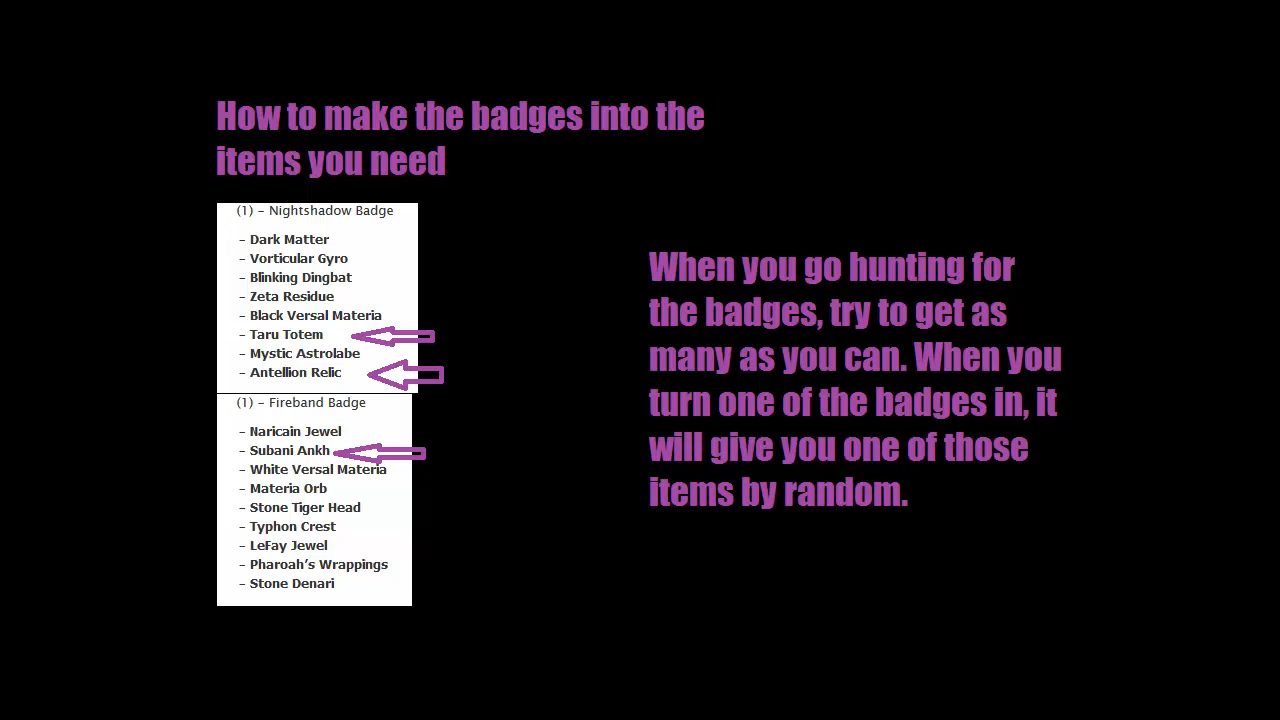 How to make the badges into the
items you need
(1) – Nightshadow Badge
– Dark Matter
– Vorticular Gyro
– Blinking Dingbat
– Zeta Residue
– Black Versal Materia
– Taru Totem
– Mystic Astrolabe
– Antellion Relic
(1) – Fireband Badge
– Naricain Jewel
– Subani Ankh
– White Versal Materia
– Materia Orb
– Stone Tiger Head
– Typhon Crest
– LeFay Jewel
– Pharoah’s Wrappings
– Stone Denari
When you go hunting for
the badges, try to get as
many as you can. When you
turn one of the badges in, it
will give you one of those
items by random.